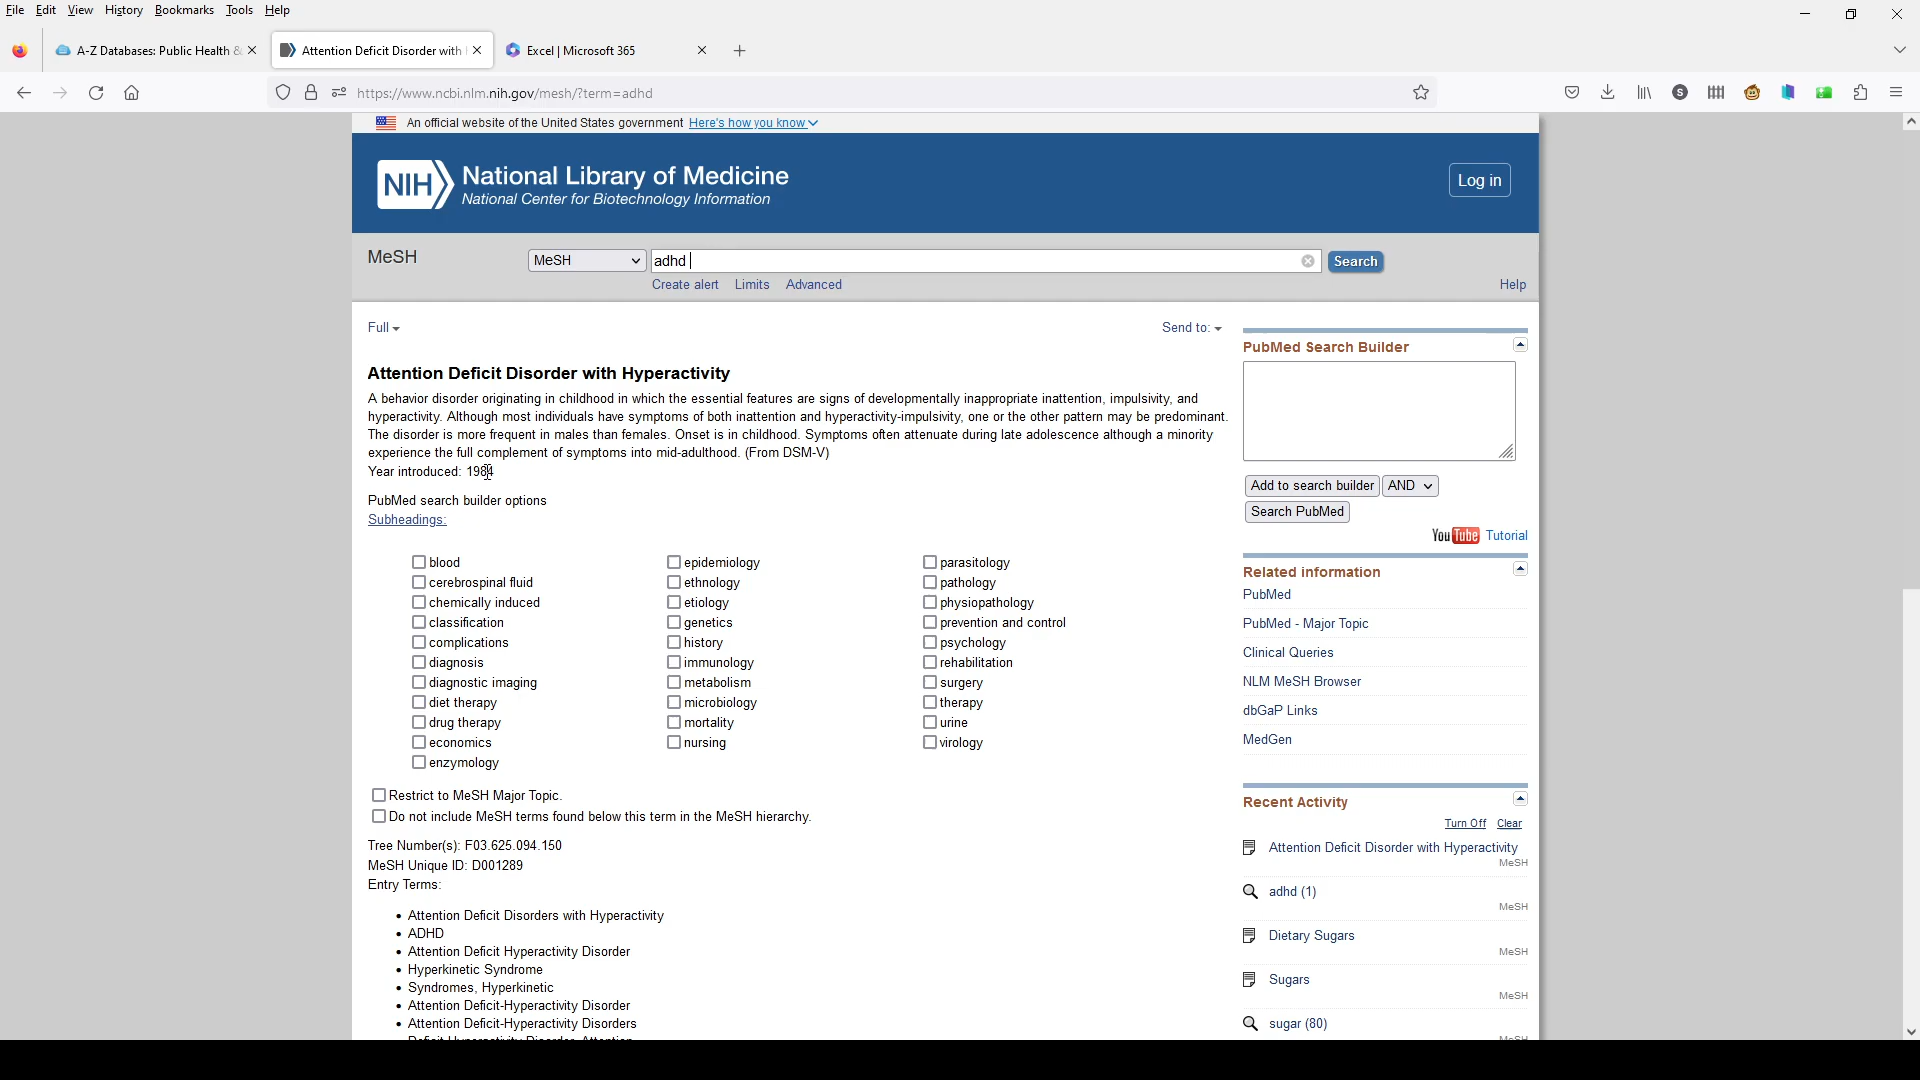 File Edit View History Bookmarks Tools Help
A-Z Databases: Public Health &
Attention Deficit Disorder with
Excel | Microsoft 365
https://www.ncbi.nlm.nih.gov/mesh/?term=adhd
An official website of the United States government Here's how you know
NIH National Library of Medicine
National Center for Biotechnology Information
Log in
MeSH
MeSH
adhd
Search
Create alert Limits Advanced
Help
Full
Send to:
Attention Deficit Disorder with Hyperactivity
A behavior disorder originating in childhood in which the essential features are signs of developmentally inappropriate inattention, impulsivity, and
hyperactivity. Although most individuals have symptoms of both inattention and hyperactivity-impulsivity, one or the other pattern may be predominant.
The disorder is more frequent in males than females. Onset is in childhood. Symptoms often attenuate during late adolescence although a minority
experience the full complement of symptoms into mid-adulthood. (From DSM-V)
Year introduced: 1984
PubMed search builder options
Subheadings:
blood
cerebrospinal fluid
chemically induced
classification
complications
diagnosis
diagnostic imaging
diet therapy
drug therapy
economics
enzymology
epidemiology
ethnology
etiology
genetics
history
immunology
metabolism
microbiology
mortality
nursing
parasitology
pathology
physiopathology
prevention and control
psychology
rehabilitation
surgery
therapy
urine
virology
Restrict to MeSH Major Topic.
Do not include MeSH terms found below this term in the MeSH hierarchy.
Tree Number(s): F03.625.094.150
MeSH Unique ID: D001289
Entry Terms:
• Attention Deficit Disorders with Hyperactivity
• ADHD
• Attention Deficit Hyperactivity Disorder
• Hyperkinetic Syndrome
• Syndromes, Hyperkinetic
• Attention Deficit-Hyperactivity Disorder
• Attention Deficit-Hyperactivity Disorders
PubMed Search Builder
Add to search builder AND
Search PubMed
YouTube Tutorial
Related information
PubMed
PubMed - Major Topic
Clinical Queries
NLM MeSH Browser
dbGaP Links
MedGen
Recent Activity
Turn Off Clear
Attention Deficit Disorder with Hyperactivity
MeSH
adhd (1)
MeSH
Dietary Sugars
MeSH
Sugars
MeSH
sugar (80)